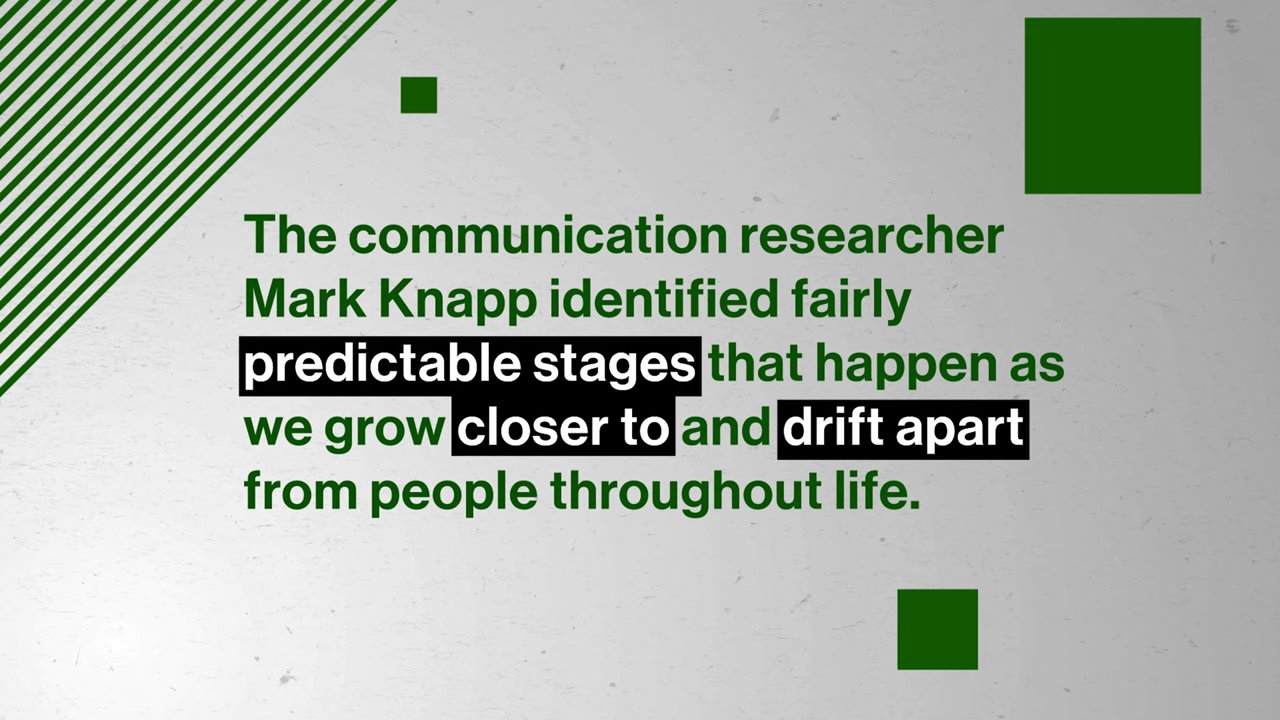 The communication researcher
Mark Knapp identified fairly
predictable stages that happen as
we grow closer to and drift apart
from people throughout life.